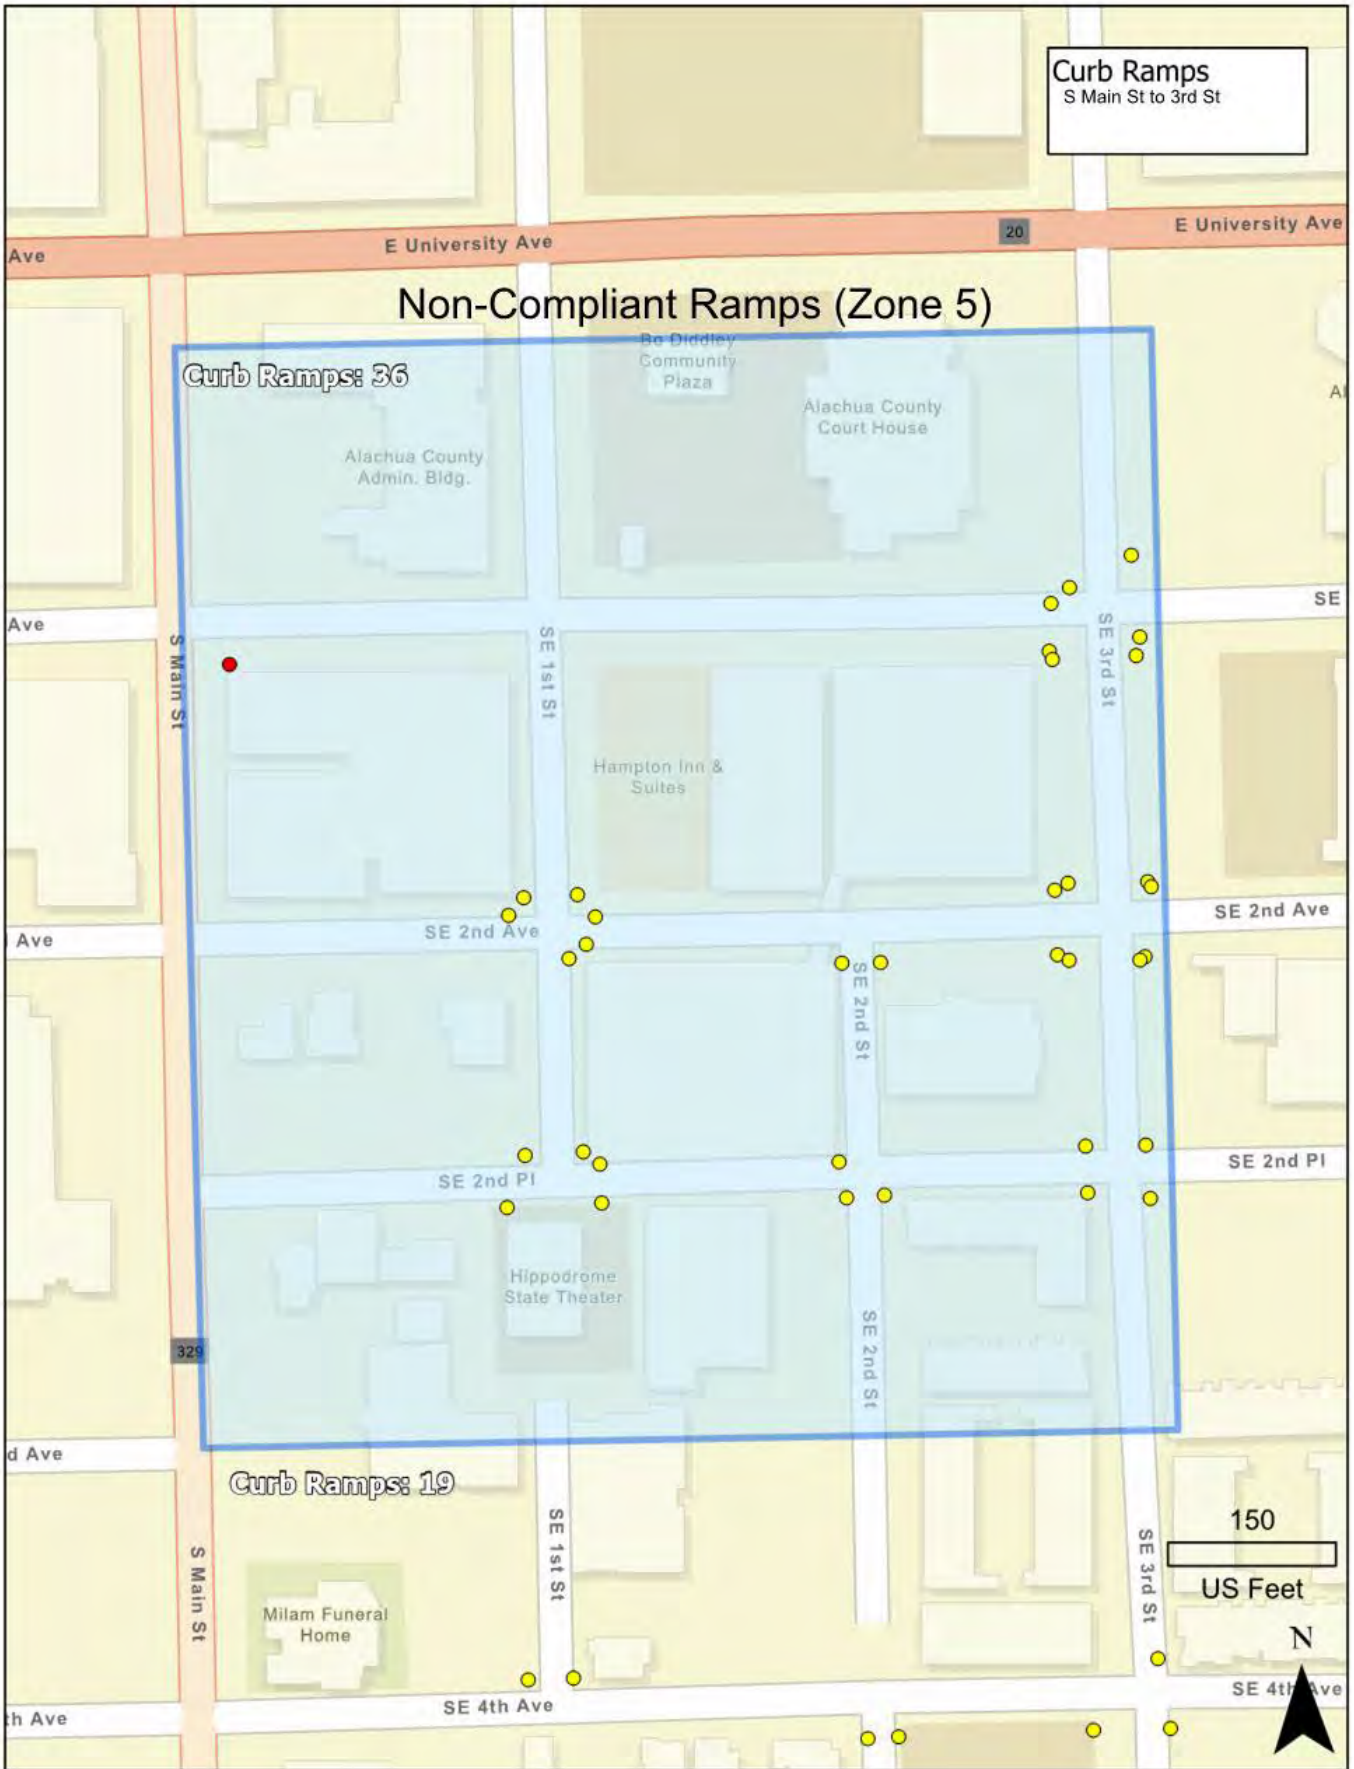 Curb Ramps
S Main St to 3rd St
E University Ave
20
E University Ave
Ave
Non-Compliant Ramps (Zone 5)
Bo Diddley
Community
Plaza
Curb Ramps: 36
Al
Alachua County
Court House
Alachua County
Admin. Bldg.
SE
Ave
S Main St
SE 1st St
SE 3rd St
Hampton Inn &
Suites
SE 2nd Ave
SE 2nd Ave
Ave
SE 2nd St
SE 2nd Pl
SE 2nd Pl
Hippodrome
State Theater
329
SE 2nd St
d Ave
Curb Ramps: 19
150
US Feet
SE 1st St
SE 3rd St
S Main St
Milam Funeral
Home
N
SE 4th Ave
SE 4th Ave
th Ave